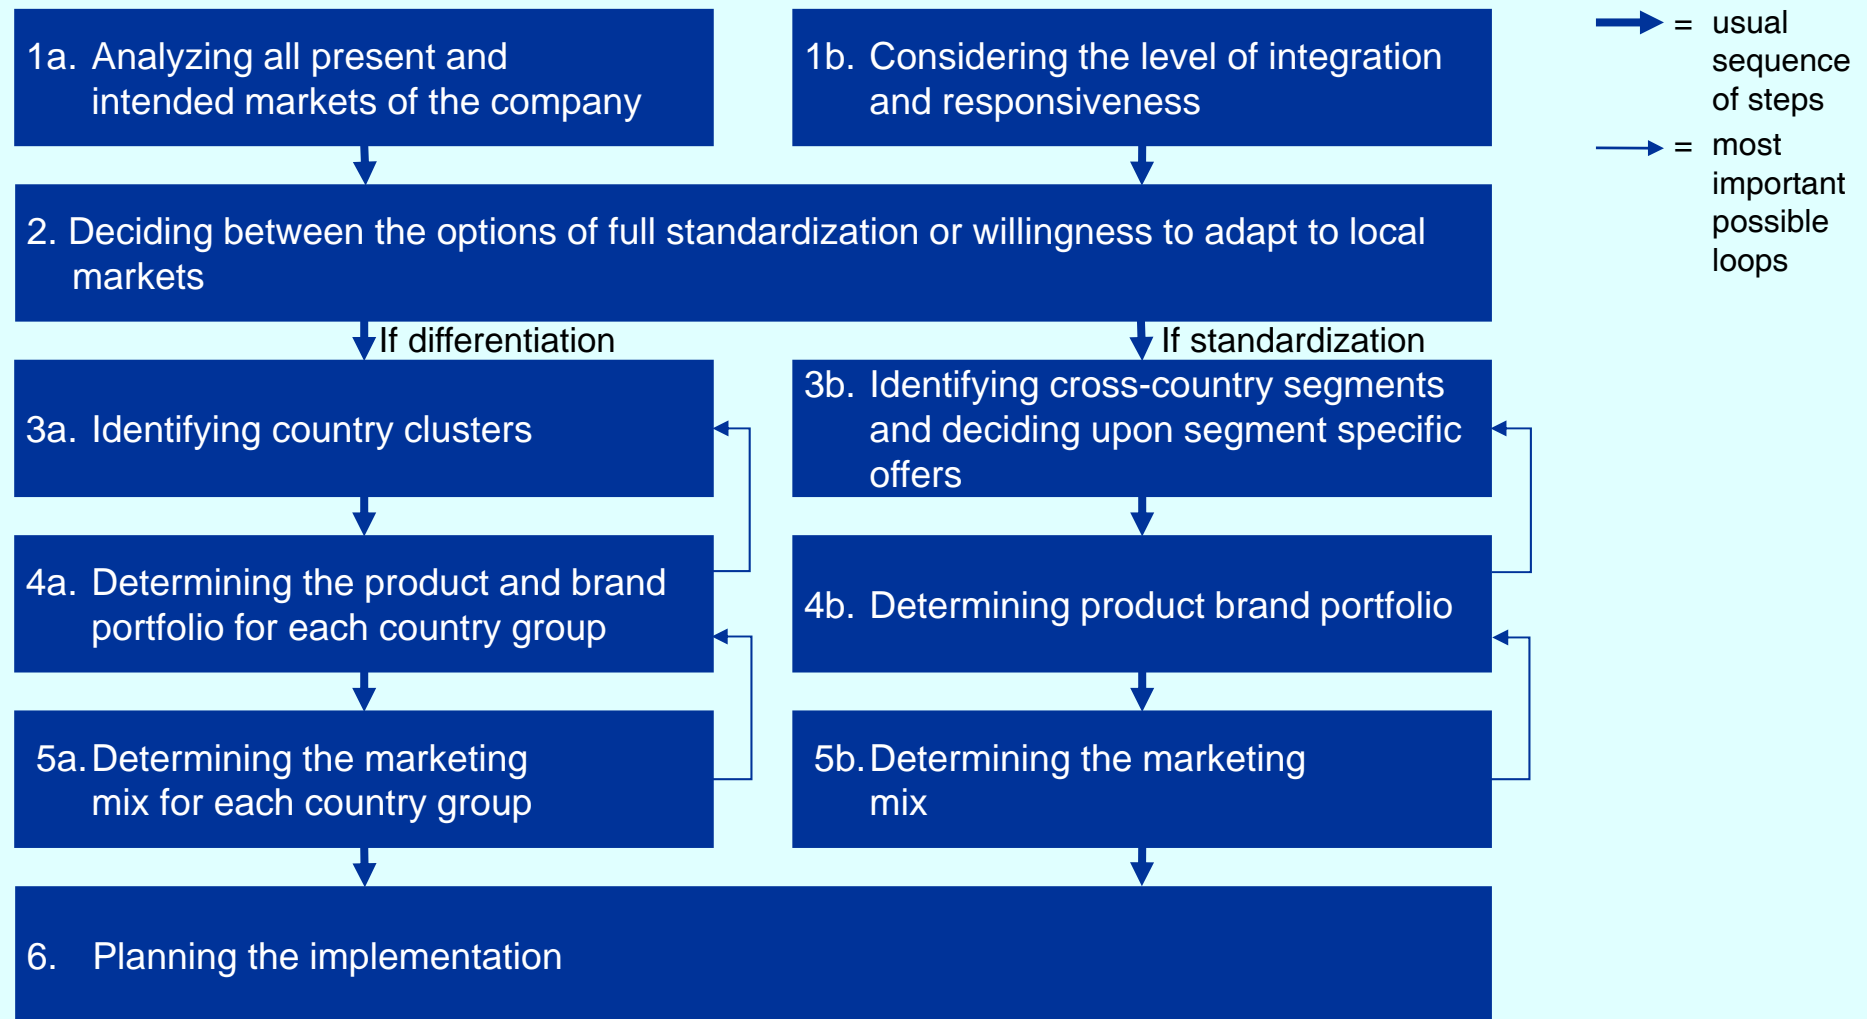 1a. Analyzing all present and
intended markets of the company
1b. Considering the level of integration
and responsiveness
= usual
sequence
of steps
= most
important
possible
loops
2. Deciding between the options of full standardization or willingness to adapt to local
markets
If differentiation
If standardization
3a. Identifying country clusters
3b. Identifying cross-country segments
and deciding upon segment specific
offers
4a. Determining the product and brand
portfolio for each country group
4b. Determining product brand portfolio
5a. Determining the marketing
mix for each country group
5b. Determining the marketing
mix
6. Planning the implementation